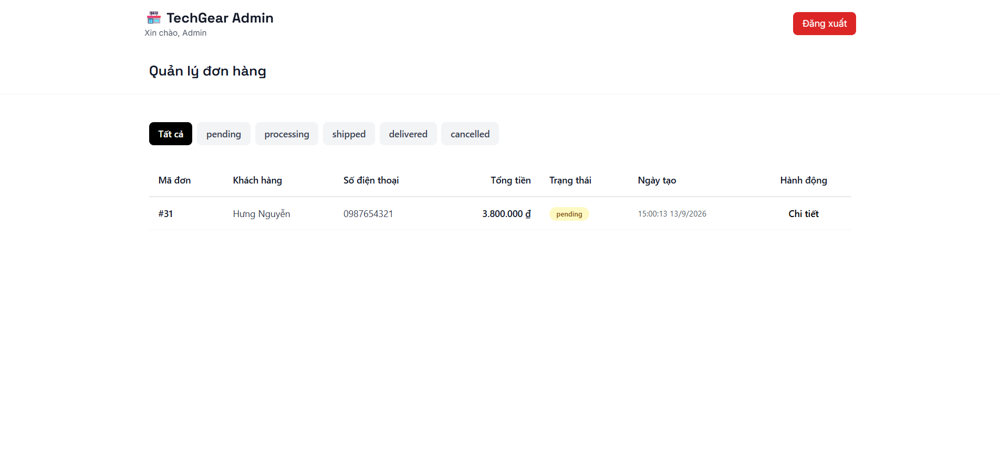 TechGear Admin
Đăng xuất
Xin chào, Admin
Quản lý đơn hàng
Tất cả pending processing shipped delivered cancelled
Mã đơn Khách hàng Số điện thoại Tổng tiền Trạng thái Ngày tạo Hành động
#31 Hưng Nguyễn 0987654321 3.800.000 ₫ pending 15:00:13 13/9/2026 Chi tiết